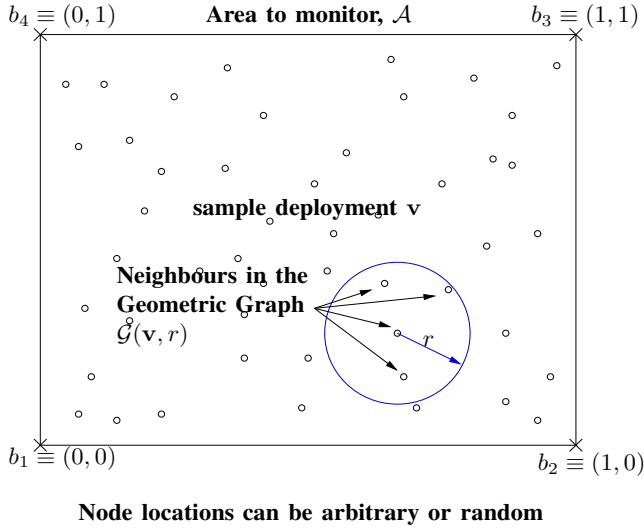 b₄ ≡ (0, 1)
Area to monitor, 𝒜
b₃ ≡ (1, 1)
sample deployment v
Neighbours in the
Geometric Graph
𝒢(v, r)
r
b₁ ≡ (0, 0)
b₂ ≡ (1, 0)
Node locations can be arbitrary or random